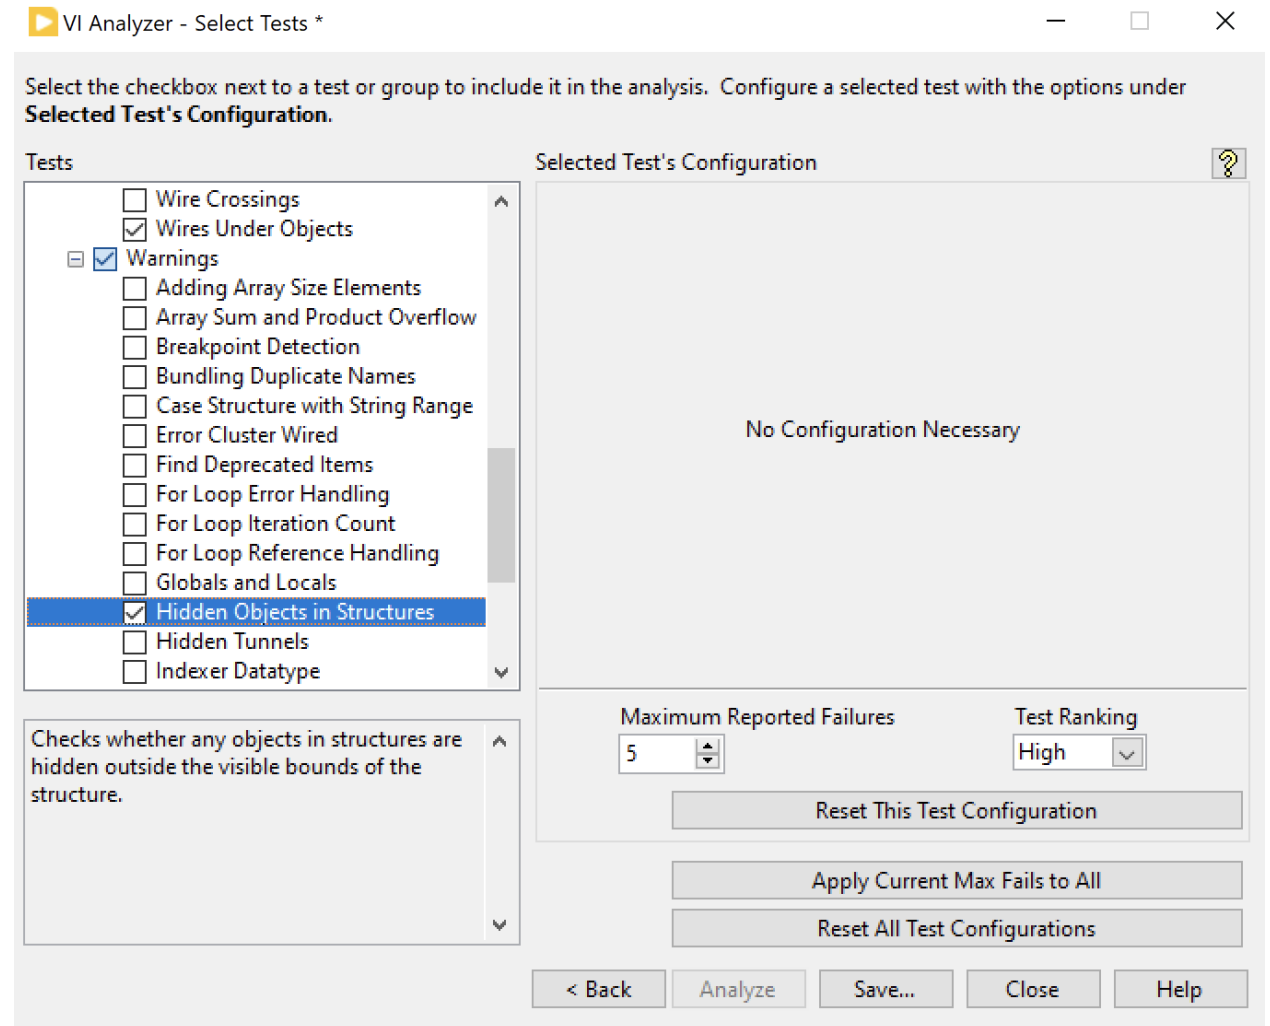 VI Analyzer - Select Tests *
Select the checkbox next to a test or group to include it in the analysis.  Configure a selected test with the options under
Selected Test's Configuration.
Tests
Wire Crossings
Wires Under Objects
Warnings
Adding Array Size Elements
Array Sum and Product Overflow
Breakpoint Detection
Bundling Duplicate Names
Case Structure with String Range
Error Cluster Wired
Find Deprecated Items
For Loop Error Handling
For Loop Iteration Count
For Loop Reference Handling
Globals and Locals
Hidden Objects in Structures
Hidden Tunnels
Indexer Datatype
Checks whether any objects in structures are
hidden outside the visible bounds of the
structure.
Selected Test's Configuration
?
No Configuration Necessary
Maximum Reported Failures
5
Test Ranking
High
Reset This Test Configuration
Apply Current Max Fails to All
Reset All Test Configurations
< Back
Analyze
Save...
Close
Help